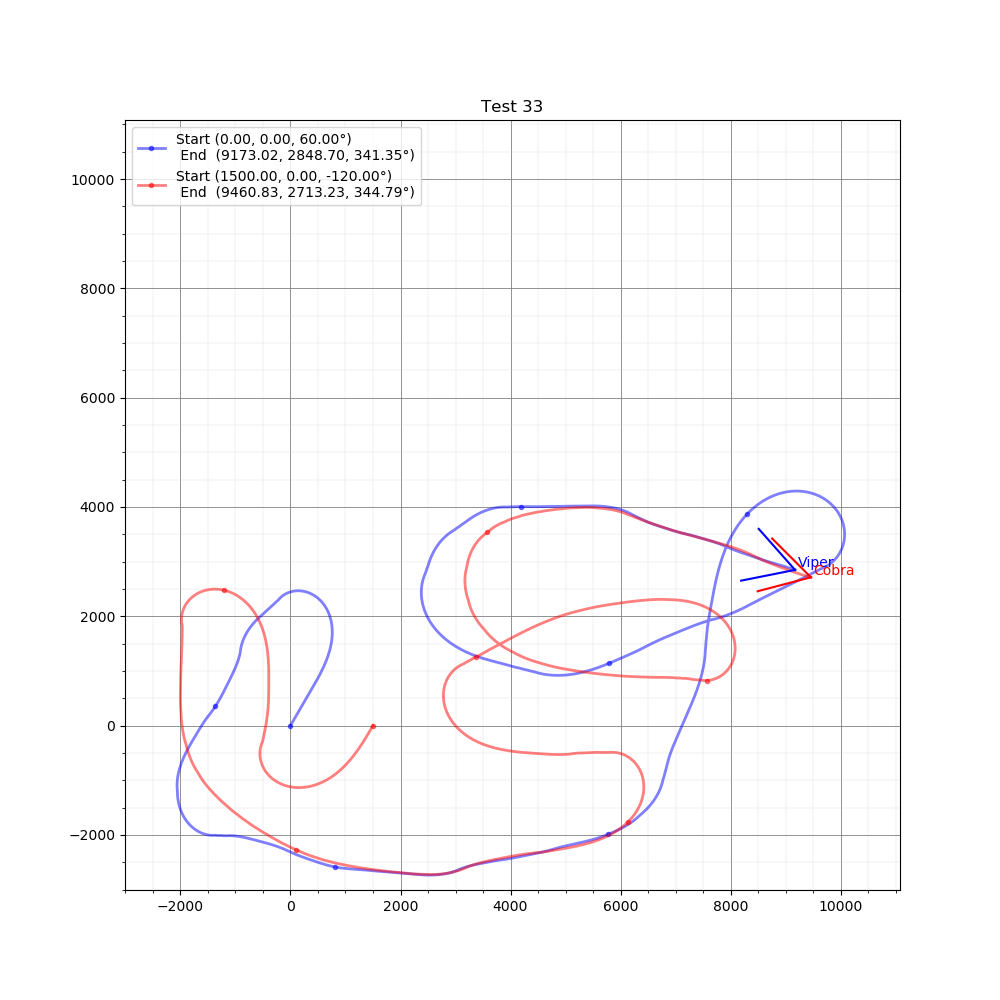 Test 33
Start (0.00, 0.00, 60.00°)
End  (9173.02, 2848.70, 341.35°)
Start (1500.00, 0.00, -120.00°)
End  (9460.83, 2713.23, 344.79°)
10000
8000
6000
4000
2000
0
−2000
Viper
Cobra
−2000 0 2000 4000 6000 8000 10000